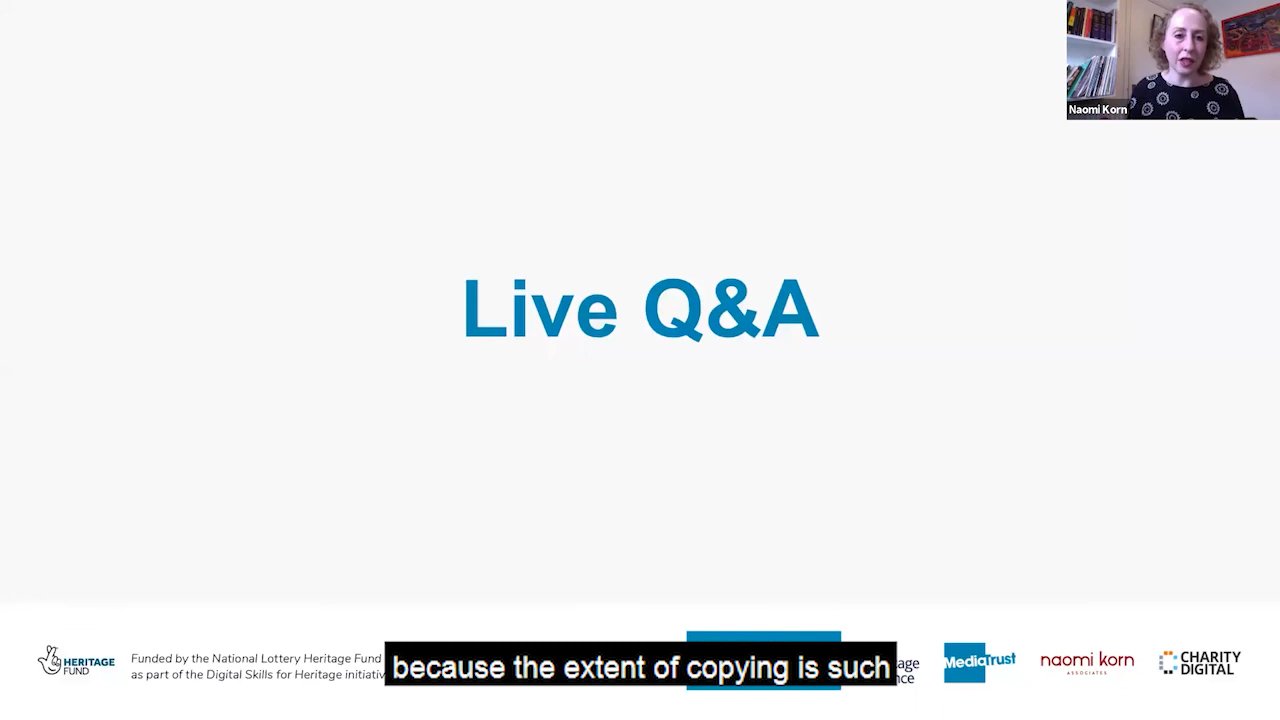 Naomi Korn
Live Q&A
HERITAGE
FUND
Funded by the National Lottery Heritage Fund
as part of the Digital Skills for Heritage
because the extent of copying is such
MediaTrust
naomi korn
ASSOCIATES
CHARITY
DIGITAL